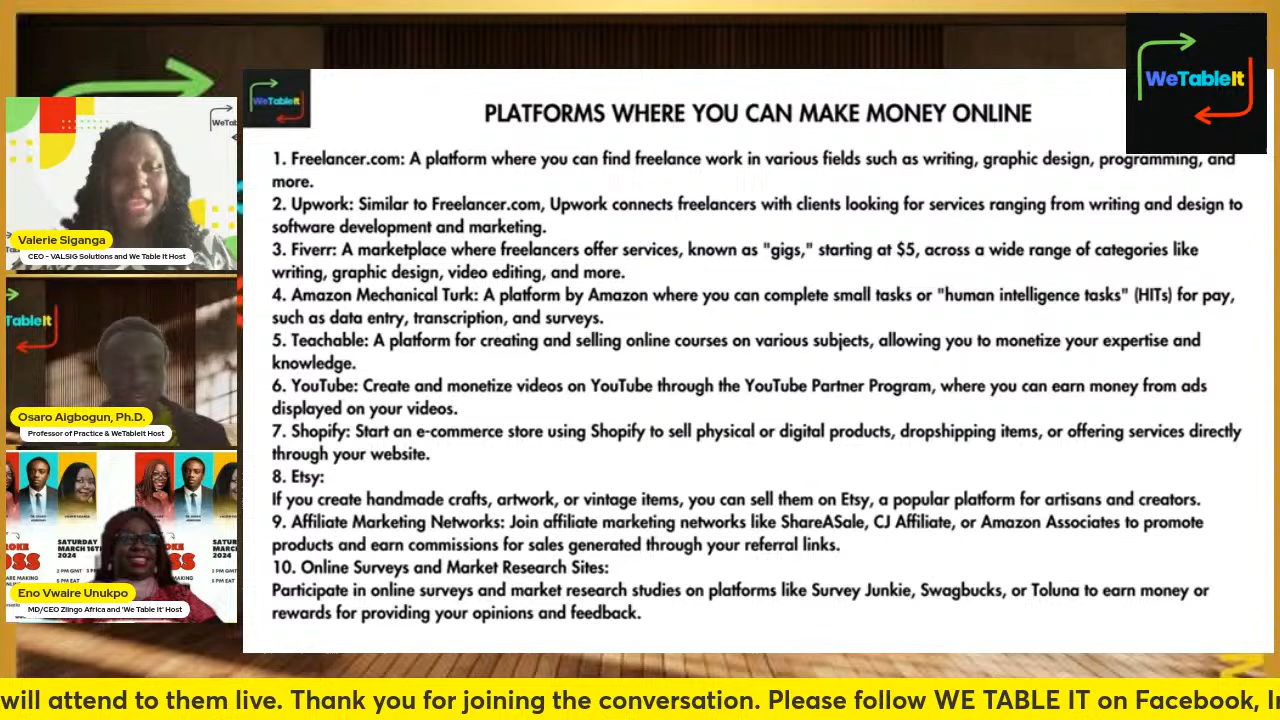 WeTableIt
WeTableIt
PLATFORMS WHERE YOU CAN MAKE MONEY ONLINE
1. Freelancer.com: A platform where you can find freelance work in various fields such as writing, graphic design, programming, and
more.
2. Upwork: Similar to Freelancer.com, Upwork connects freelancers with clients looking for services ranging from writing and design to
software development and marketing.
3. Fiverr: A marketplace where freelancers offer services, known as "gigs," starting at $5, across a wide range of categories like
writing, graphic design, video editing, and more.
4. Amazon Mechanical Turk: A platform by Amazon where you can complete small tasks or "human intelligence tasks" (HITs) for pay,
such as data entry, transcription, and surveys.
5. Teachable: A platform for creating and selling online courses on various subjects, allowing you to monetize your expertise and
knowledge.
6. YouTube: Create and monetize videos on YouTube through the YouTube Partner Program, where you can earn money from ads
displayed on your videos.
7. Shopify: Start an e-commerce store using Shopify to sell physical or digital products, dropshipping items, or offering services directly
through your website.
8. Etsy:
If you create handmade crafts, artwork, or vintage items, you can sell them on Etsy, a popular platform for artisans and creators.
9. Affiliate Marketing Networks: Join affiliate marketing networks like ShareASale, CJ Affiliate, or Amazon Associates to promote
products and earn commissions for sales generated through your referral links.
10. Online Surveys and Market Research Sites:
Participate in online surveys and market research studies on platforms like Survey Junkie, Swagbucks, or Toluna to earn money or
rewards for providing your opinions and feedback.
WeTab
Valerie Siganga
CEO - VALSIG Solutions and We Table It Host
TableIt
Osaro Aigbogun, Ph.D.
Professor of Practice & WeTableIt Host
SATURDAY
MARCH 16TH
2024
Eno Vwaire Unukpo
MD/CEO Zlingo Africa and 'We Table It' Host
will attend to them live. Thank you for joining the conversation. Please follow WE TABLE IT on Facebook, I